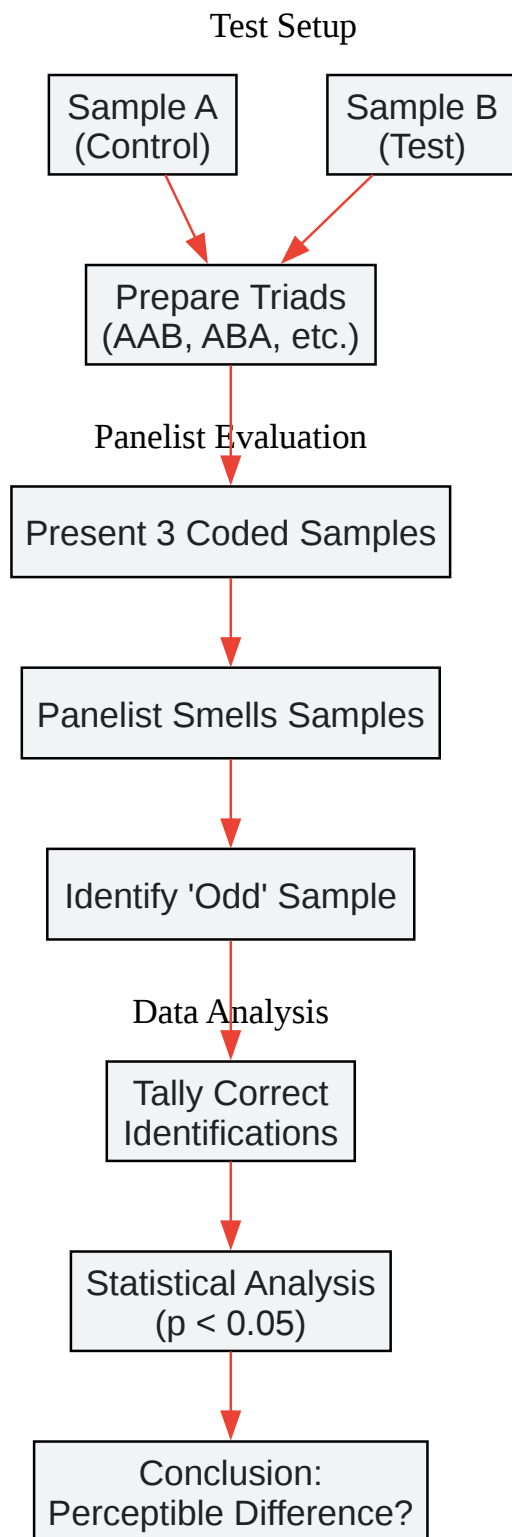 Test Setup
Sample A
(Control)
Sample B
(Test)
Prepare Triads
(AAB, ABA, etc.)
Panelist Evaluation
Present 3 Coded Samples
Panelist Smells Samples
Identify 'Odd' Sample
Data Analysis
Tally Correct
Identifications
Statistical Analysis
(p < 0.05)
Conclusion:
Perceptible Difference?